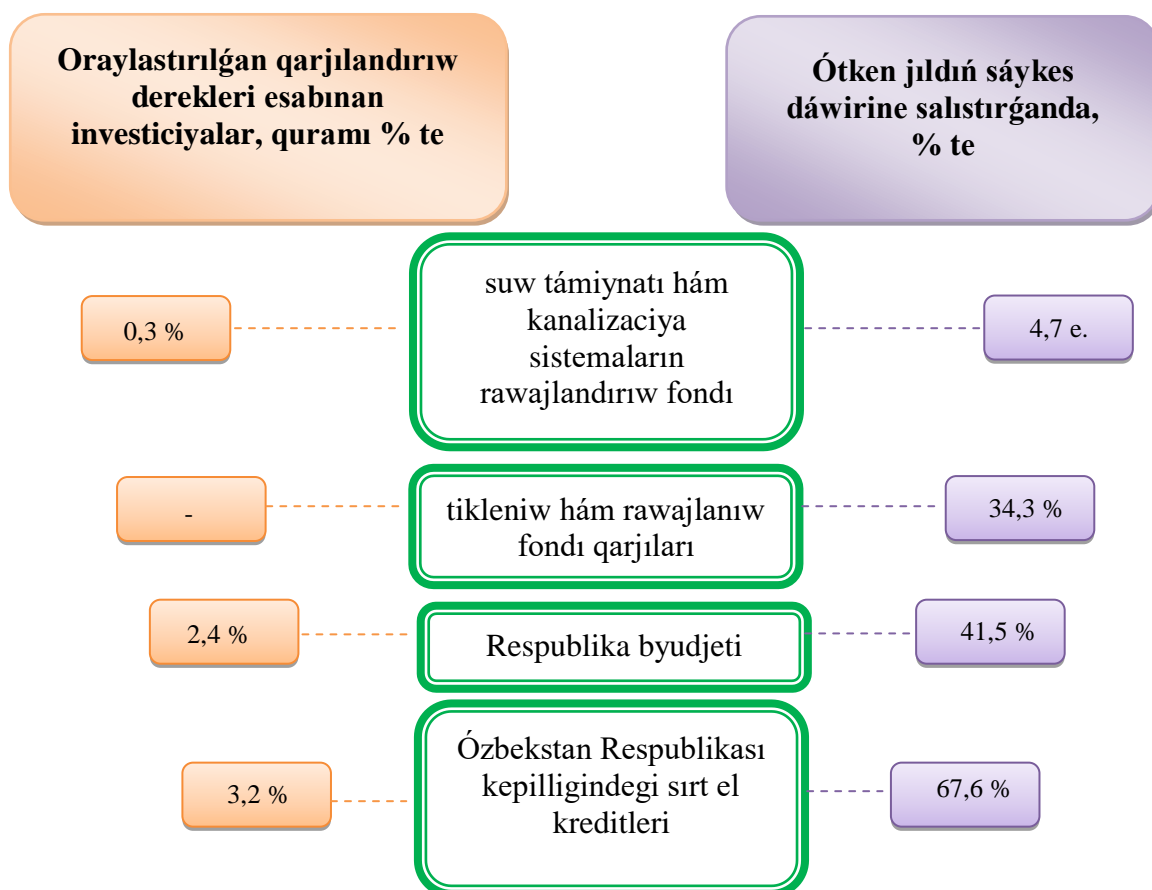 Oraylastırılǵan qarjılandırıw
derekleri esabınan
investiciyalar, quramı % te
Ótken jıldıń sáykes
dáwirine salıstırǵanda,
% te
0,3 %
suw támiynatı hám
kanalizaciya
sistemaların
rawajlandırıw fondı
4,7 e.
-
tikleniw hám rawajlanıw
fondı qarjıları
34,3 %
2,4 %
Respublika byudjeti
41,5 %
3,2 %
Ózbekstan Respublikası
kepilligindegi sırt el
kreditleri
67,6 %